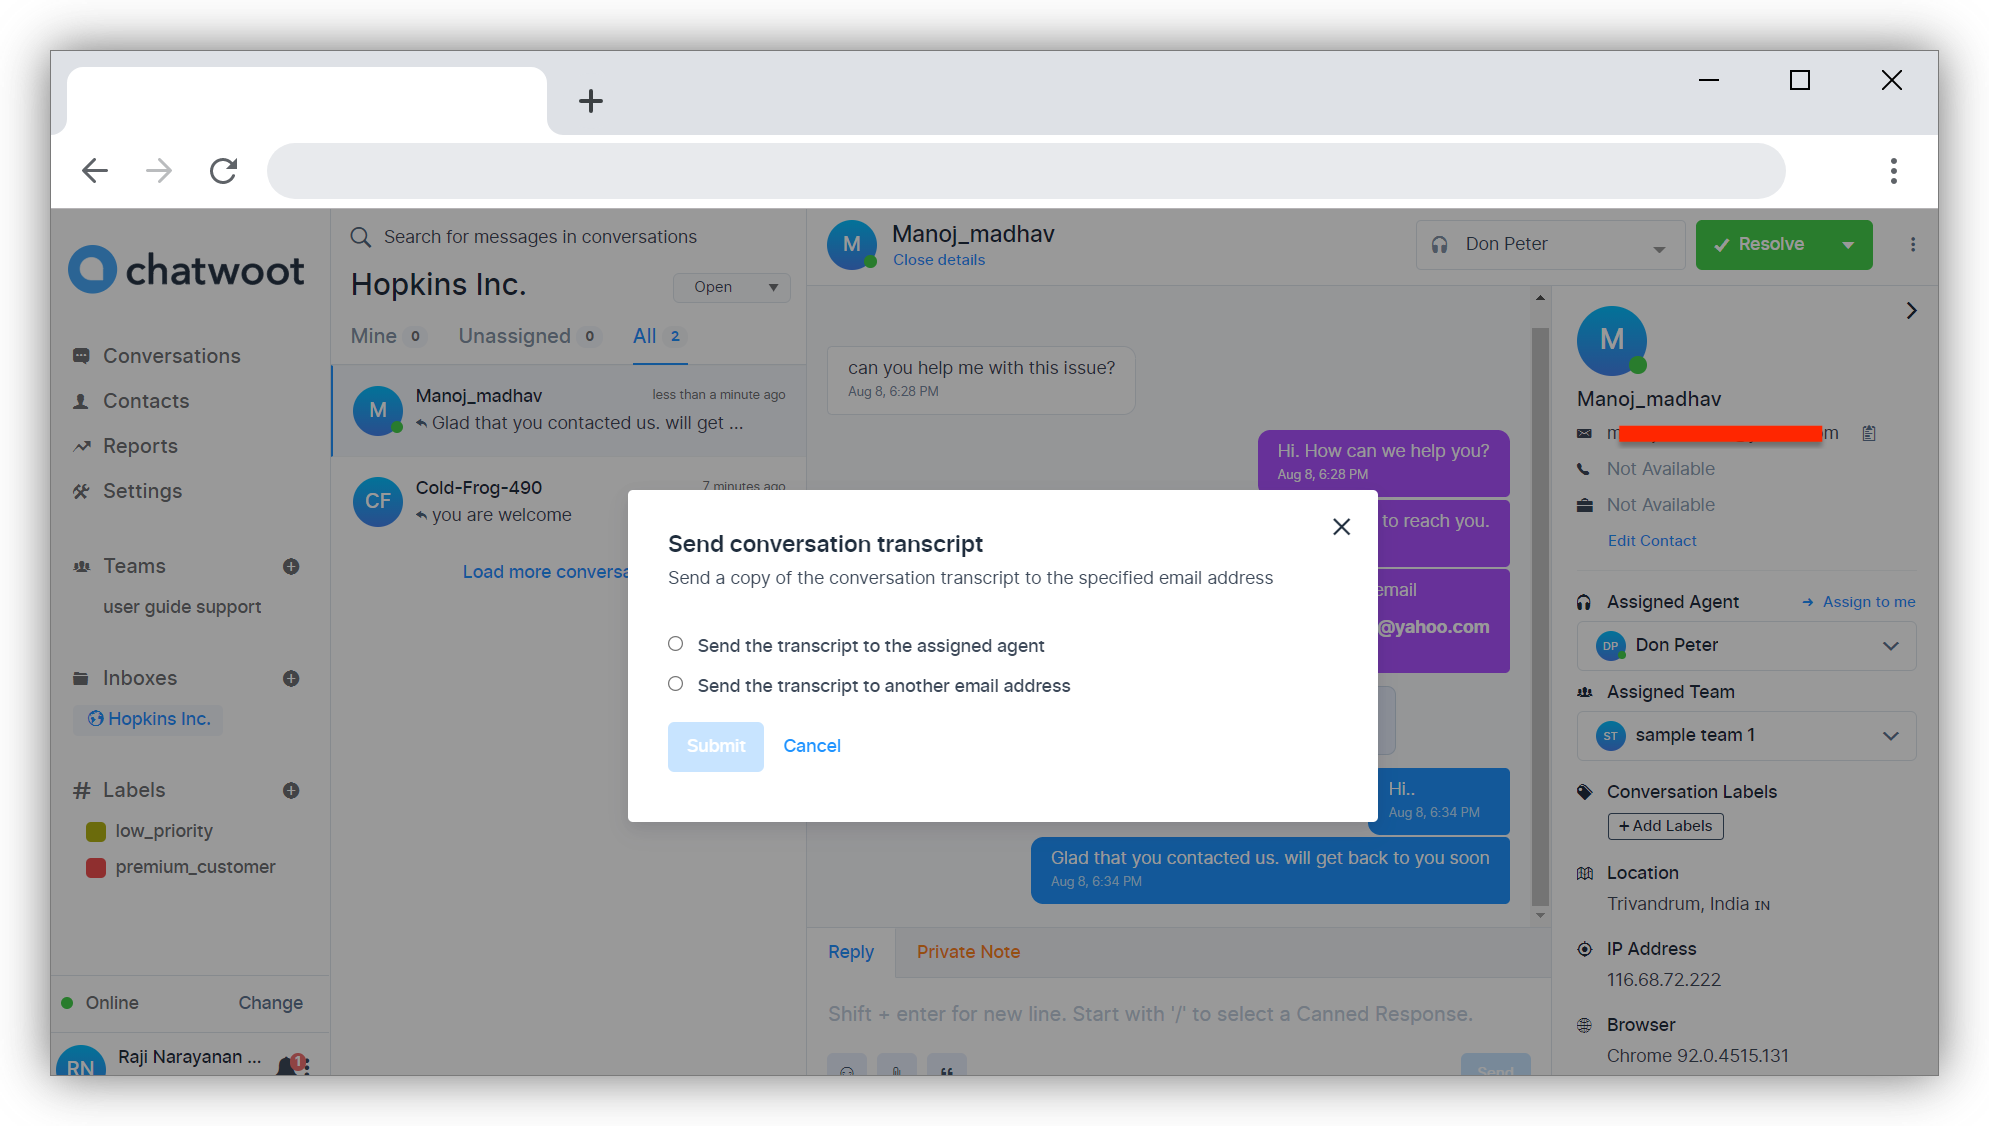 chatwoot
Conversations
Contacts
Reports
Settings
Teams
user guide support
Inboxes
Hopkins Inc.
Labels
low_priority
premium_customer
Online
Change
RN
Raji Narayanan ...
1
Search for messages in conversations
Hopkins Inc.
Open
Mine 0
Unassigned 0
All 2
M
Manoj_madhav
less than a minute ago
Glad that you contacted us. will get ...
CF
Cold-Frog-490
7 minutes ago
you are welcome
Load more conversa
M
Manoj_madhav
Close details
Don Peter
Resolve
can you help me with this issue?
Aug 8, 6:28 PM
Hi. How can we help you?
Aug 8, 6:28 PM
to reach you.
email
@yahoo.com
Send conversation transcript
Send a copy of the conversation transcript to the specified email address
Send the transcript to the assigned agent
Send the transcript to another email address
Submit
Cancel
Hi..
Aug 8, 6:34 PM
Glad that you contacted us. will get back to you soon
Aug 8, 6:34 PM
Reply
Private Note
Shift + enter for new line. Start with '/' to select a Canned Response.
Send
M
Manoj_madhav
m
om
Not Available
Not Available
Edit Contact
Assigned Agent
Assign to me
DP
Don Peter
Assigned Team
ST
sample team 1
Conversation Labels
+ Add Labels
Location
Trivandrum, India IN
IP Address
116.68.72.222
Browser
Chrome 92.0.4515.131